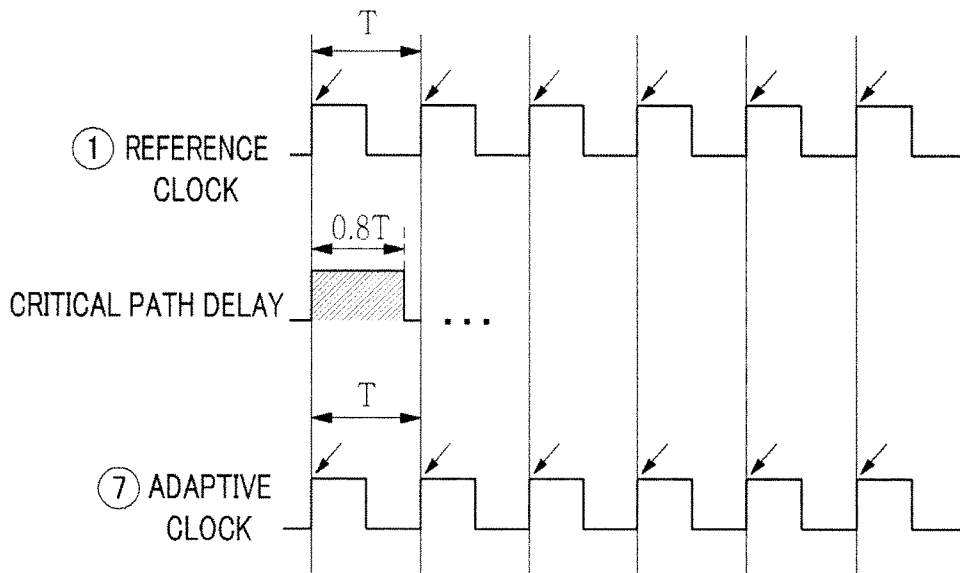 T
① REFERENCE
CLOCK
0.8T
CRITICAL PATH DELAY
...
T
⑦ ADAPTIVE
CLOCK